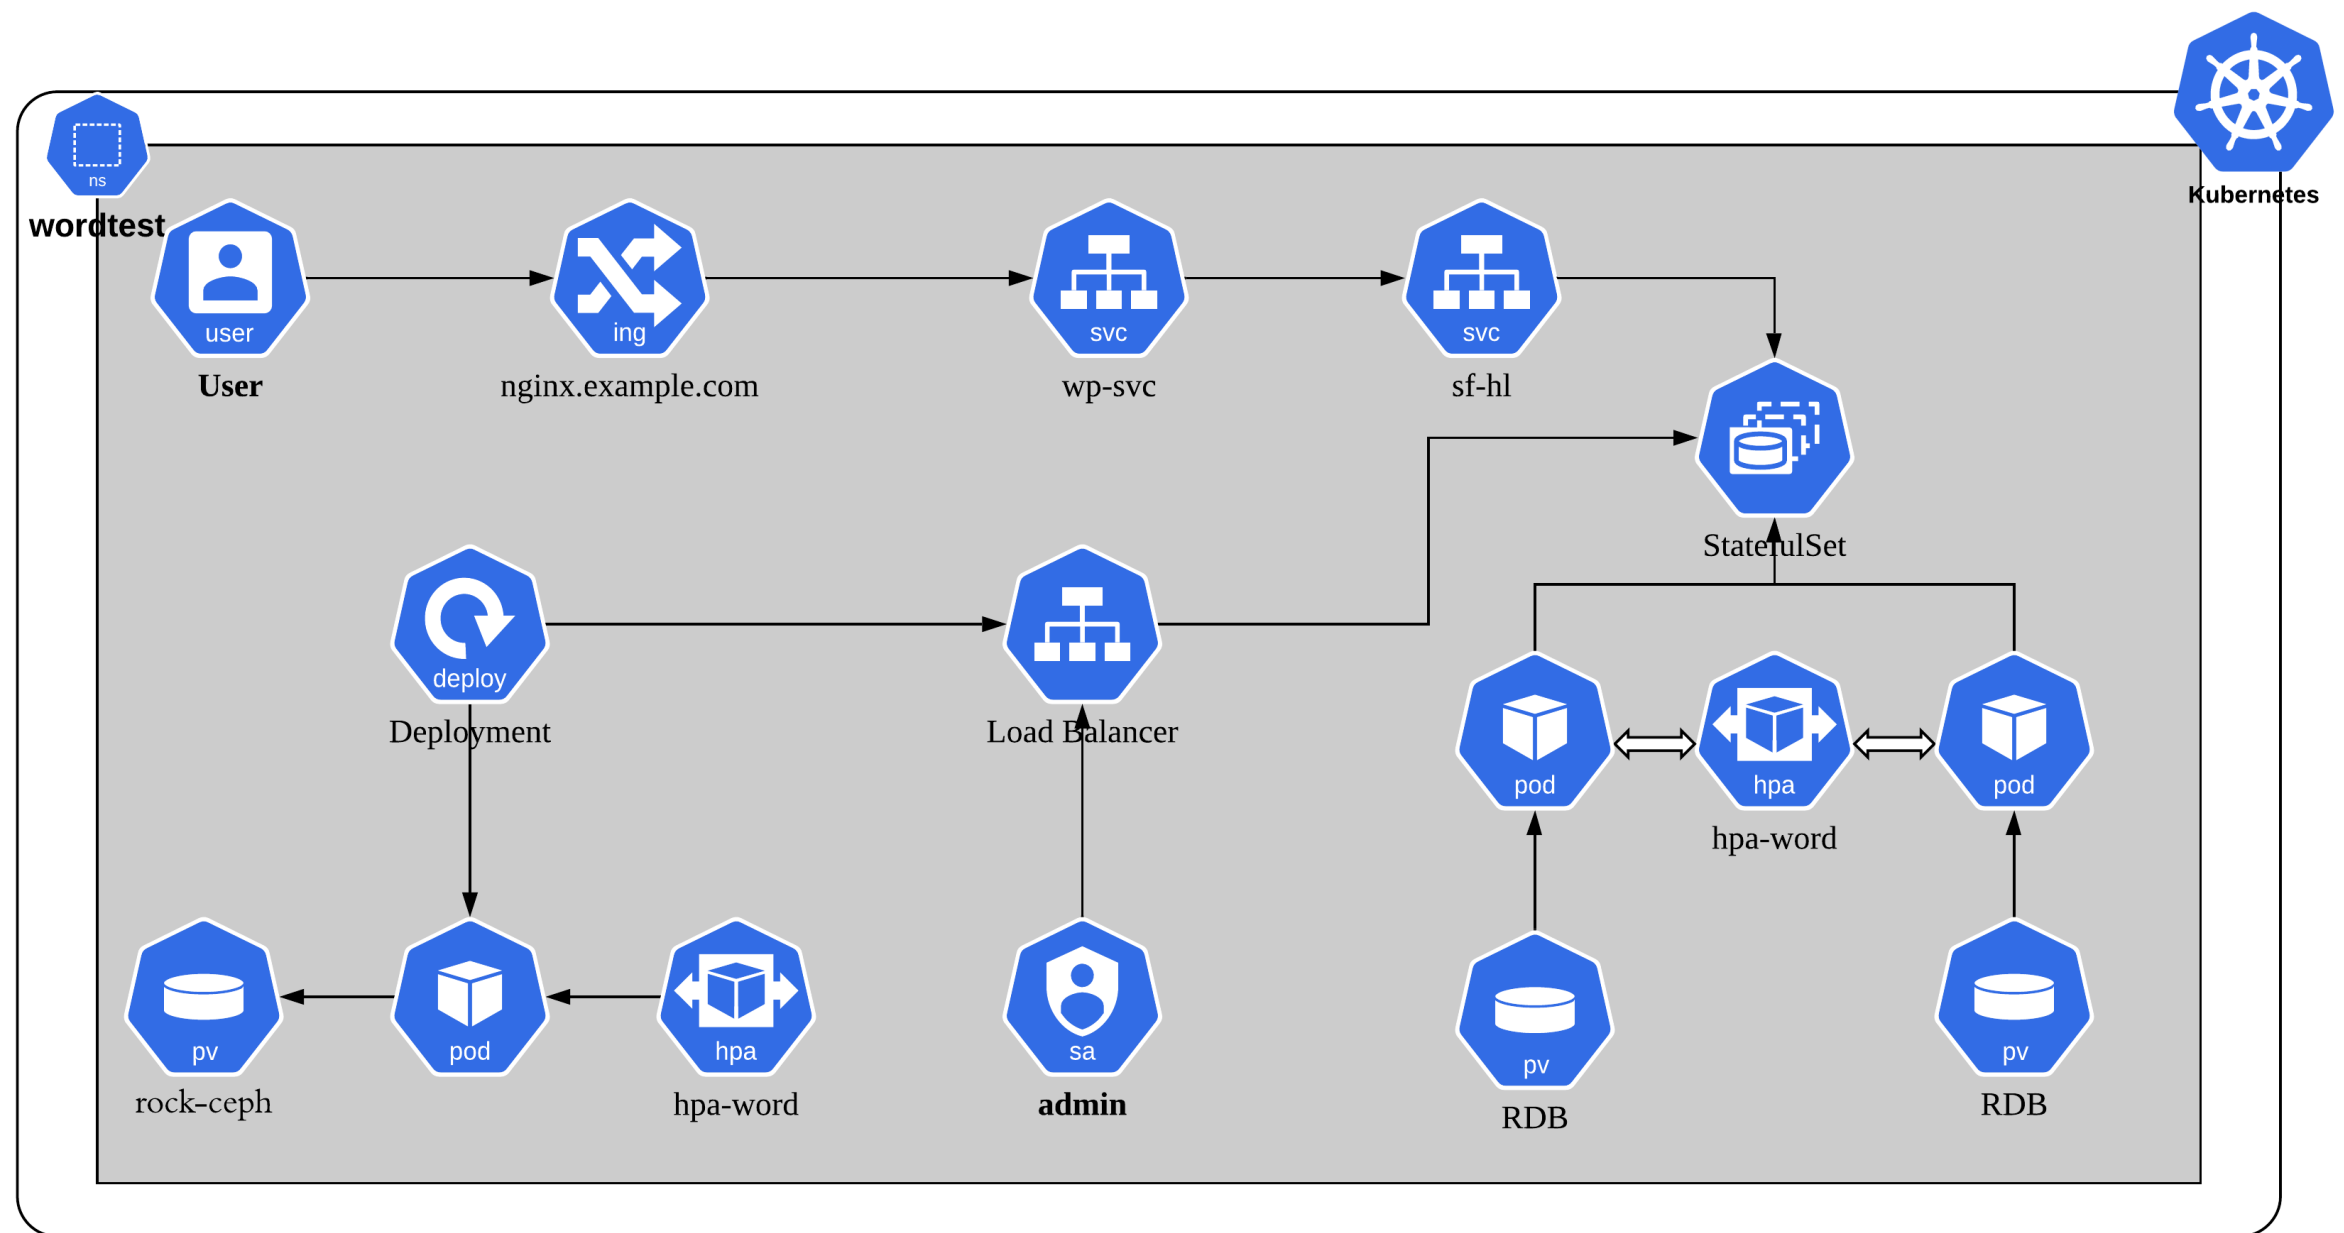 Kubernetes
ns
wordtest
user
User
ing
nginx.example.com
svc
wp-svc
svc
sf-hl
StatefulSet
deploy
Deployment
Load Balancer
pod
hpa
hpa-word
pod
pv
rock-ceph
pod
hpa
hpa-word
sa
admin
pv
RDB
pv
RDB